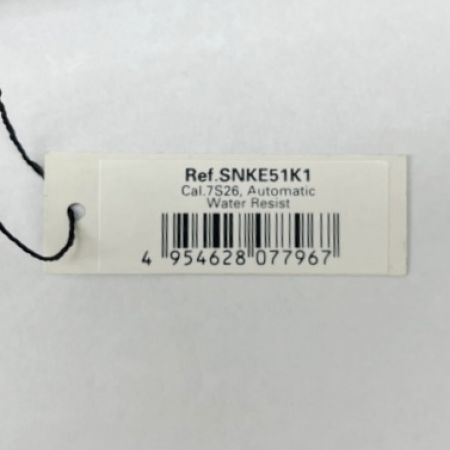 Ref.SNKE51K1
Cal.7S26, Automatic
Water Resist
4 954628 077967